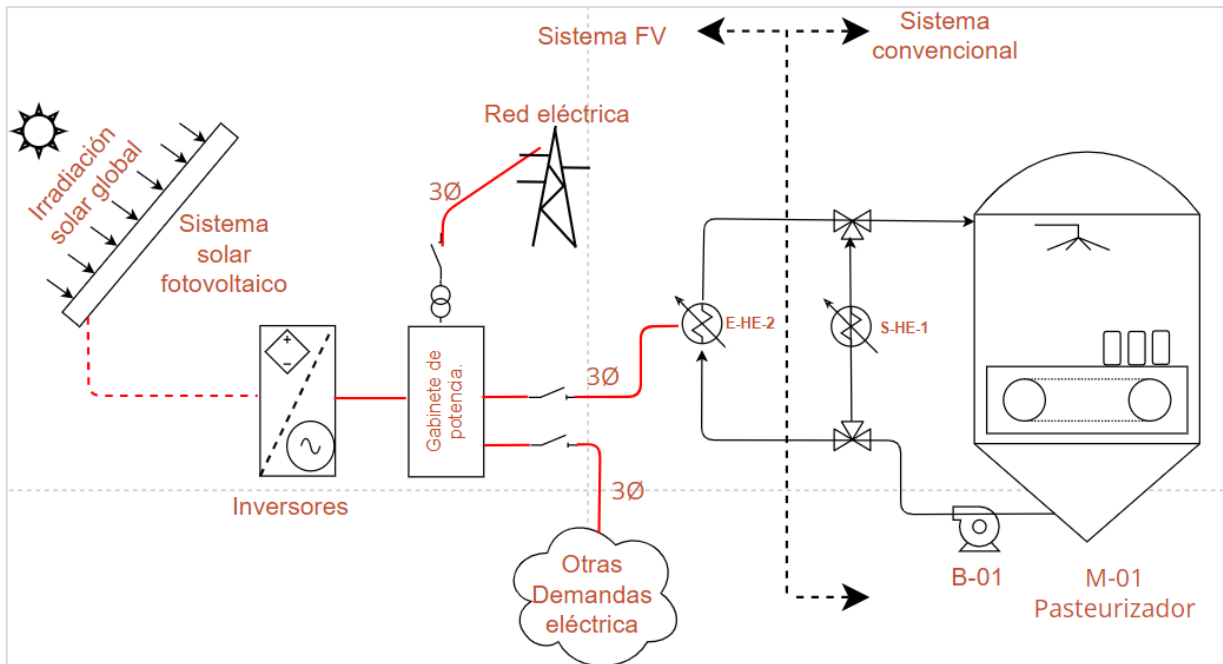 Sistema FV
Sistema
convencional
Irradiación
solar global
Red eléctrica
3Ø
Sistema
solar
fotovoltaico
E-HE-2
S-HE-1
Gabinete de
potencia.
3Ø
Inversores
3Ø
Otras
Demandas
eléctrica
B-01
M-01
Pasteurizador